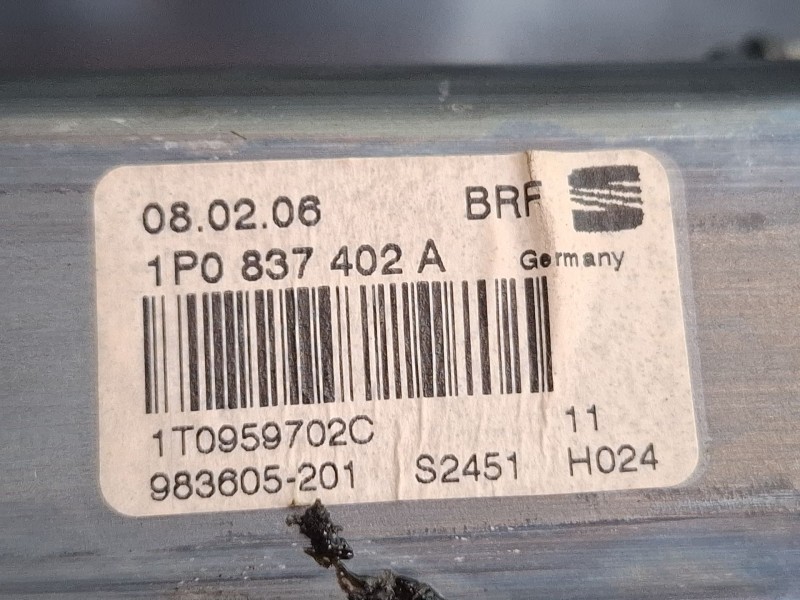 08.02.06 BRF
1P0 837 402 A Germany
1T0959702C 11
983605-201 S2451 H024